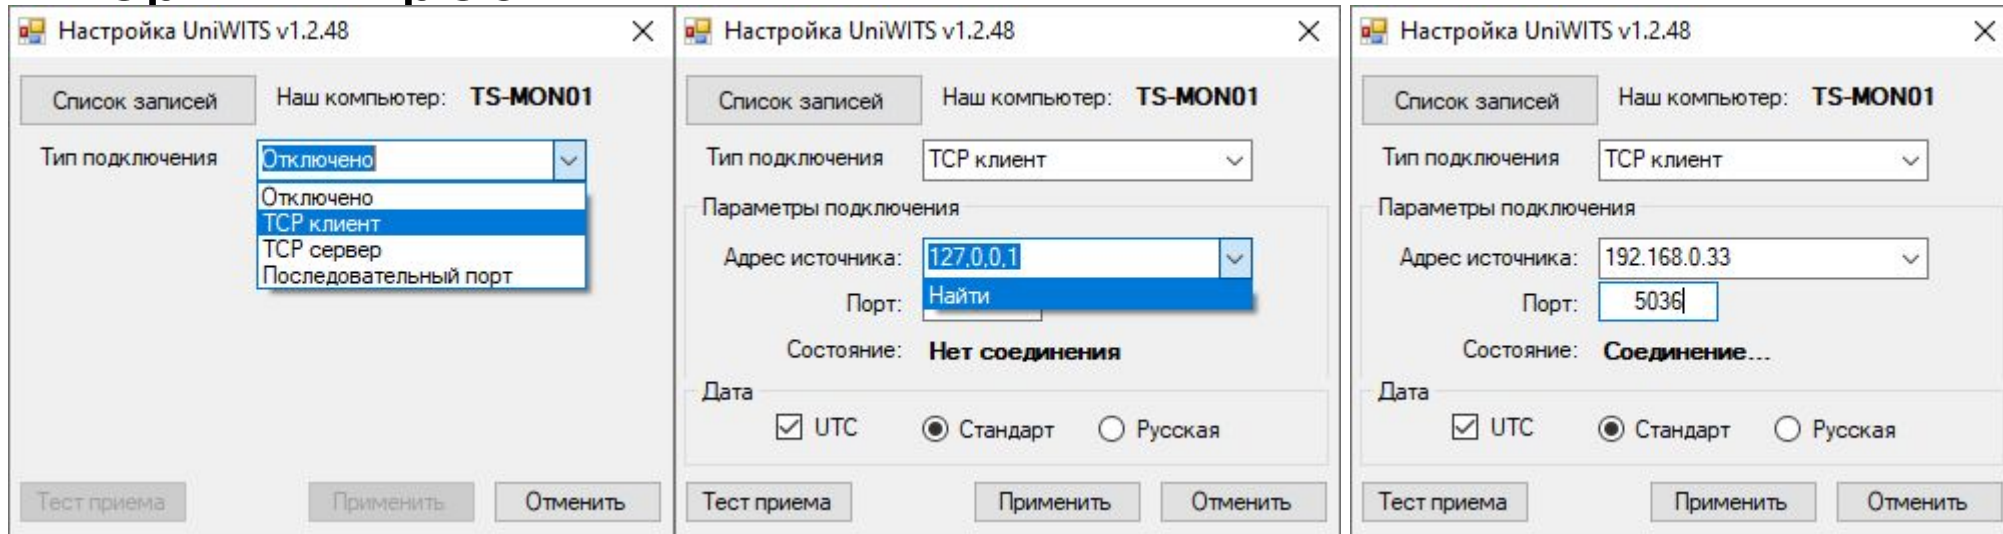 Настройка UniWITS v1.2.48
Список записей
Наш компьютер: TS-MON01
Тип подключения
Отключено
Отключено
TCP клиент
TCP сервер
Последовательный порт
Тест приема
Применить
Отменить
Настройка UniWITS v1.2.48
Список записей
Наш компьютер: TS-MON01
Тип подключения
TCP клиент
Параметры подключения
Адрес источника: 127,0,0,1
Найти
Порт:
Состояние: Нет соединения
Дата
UTC
Стандарт
Русская
Тест приема
Применить
Отменить
Настройка UniWITS v1.2.48
Список записей
Наш компьютер: TS-MON01
Тип подключения
TCP клиент
Параметры подключения
Адрес источника: 192.168.0.33
Порт: 5036
Состояние: Соединение...
Дата
UTC
Стандарт
Русская
Тест приема
Применить
Отменить